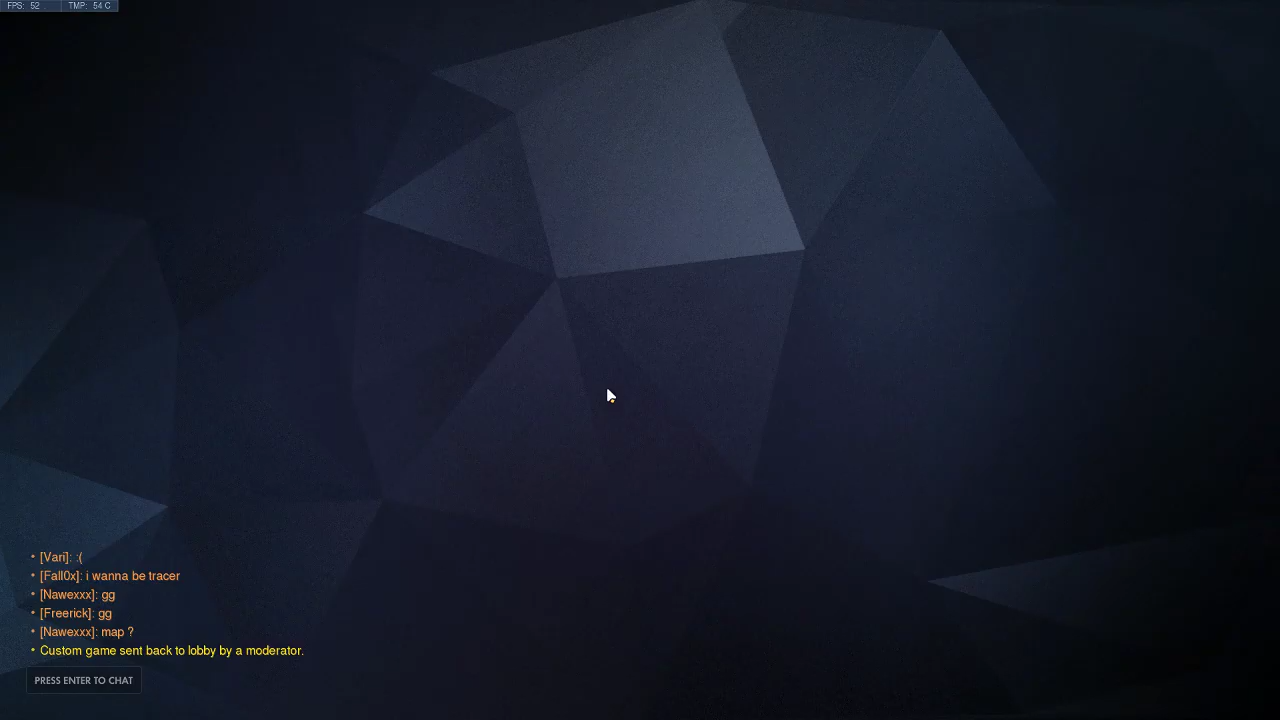 FPS: 52 TMP: 54 C
• [Vari]: :(
• [Fall0x]: i wanna be tracer
• [Nawexxx]: gg
• [Freerick]: gg
• [Nawexxx]: map ?
• Custom game sent back to lobby by a moderator.
PRESS ENTER TO CHAT